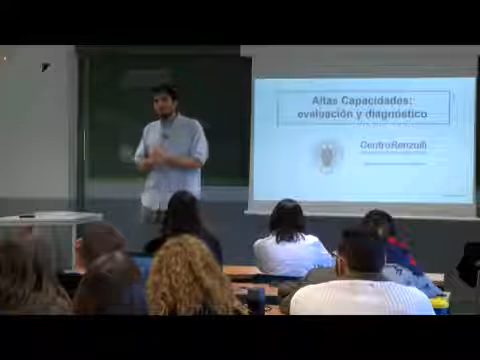 Altas Capacidades:
evaluación y diagnóstico
CentroRenzulli